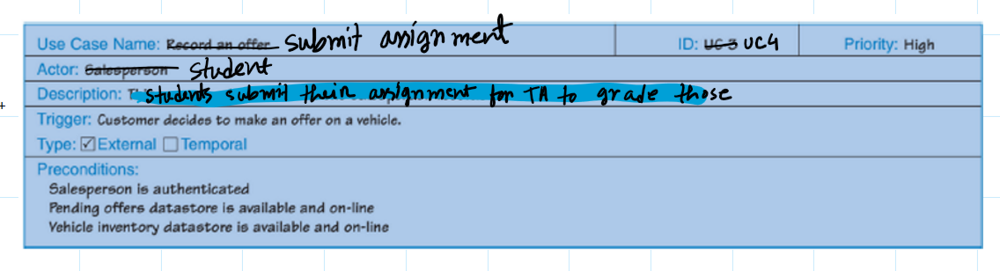 Use Case Name: Record an offer submit assignment ID: UC-3 UC4 Priority: High
Actor: Salesperson Student
Description: Students submit their assignment for TA to grade those
Trigger: Customer decides to make an offer on a vehicle.
Type: ☑ External ☐ Temporal
Preconditions:
Salesperson is authenticated
Pending offers datastore is available and on-line
Vehicle inventory datastore is available and on-line